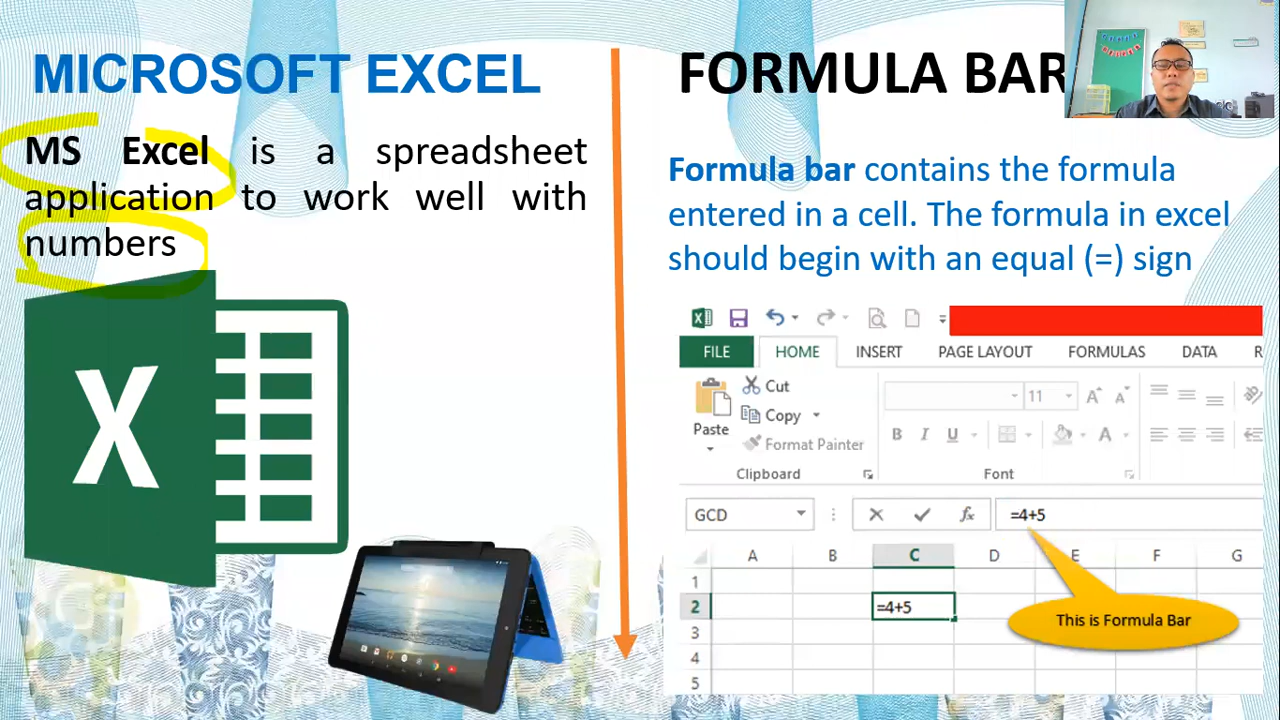 MICROSOFT EXCEL
MS Excel is a spreadsheet
application to work well with
numbers
X
FORMULA BAR
Formula bar contains the formula
entered in a cell. The formula in excel
should begin with an equal (=) sign
FILE HOME INSERT PAGE LAYOUT FORMULAS DATA R
Paste
Cut
Copy
Format Painter
Clipboard
11 A A
B I U A
Font
GCD fx =4+5
A B C D E F G
1
2 =4+5
3
4
5
This is Formula Bar